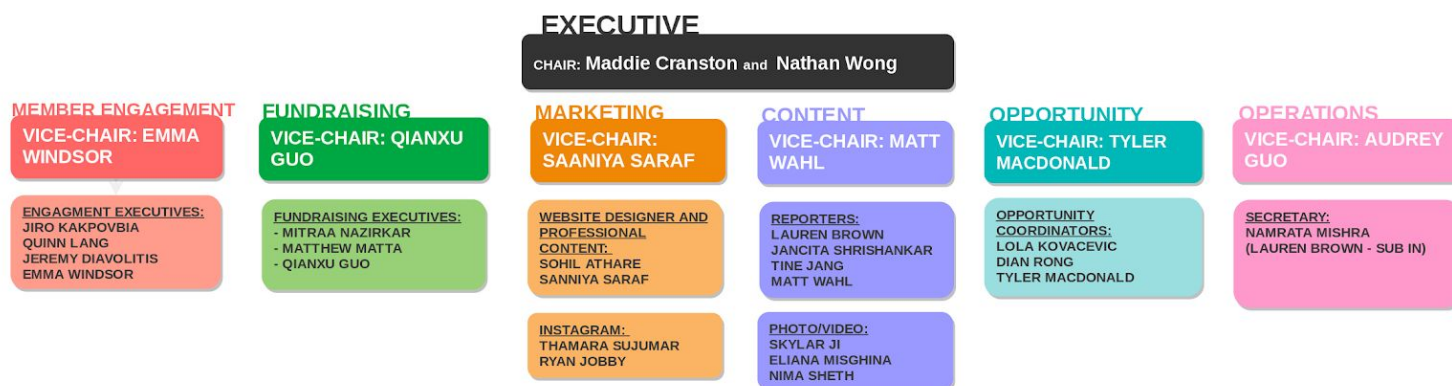 EXECUTIVE
CHAIR: Maddie Cranston and Nathan Wong
MEMBER ENGAGEMENT
VICE-CHAIR: EMMA
WINDSOR
ENGAGMENT EXECUTIVES:
JIRO KAKPOVBIA
QUINN LANG
JEREMY DIAVOLITIS
EMMA WINDSOR
FUNDRAISING
VICE-CHAIR: QIANXU
GUO
FUNDRAISING EXECUTIVES:
- MITRAA NAZIRKAR
- MATTHEW MATTA
- QIANXU GUO
MARKETING
VICE-CHAIR:
SAANIYA SARAF
WEBSITE DESIGNER AND
PROFESSIONAL
CONTENT:
SOHIL ATHARE
SANNIYA SARAF
INSTAGRAM:
THAMARA SUJUMAR
RYAN JOBBY
CONTENT
VICE-CHAIR: MATT
WAHL
REPORTERS:
LAUREN BROWN
JANCITA SHRISHANKAR
TINE JANG
MATT WAHL
PHOTO/VIDEO:
SKYLAR JI
ELIANA MISGHINA
NIMA SHETH
OPPORTUNITY
VICE-CHAIR: TYLER
MACDONALD
OPPORTUNITY
COORDINATORS:
LOLA KOVACEVIC
DIAN RONG
TYLER MACDONALD
OPERATIONS
VICE-CHAIR: AUDREY
GUO
SECRETARY:
NAMRATA MISHRA
(LAUREN BROWN - SUB IN)